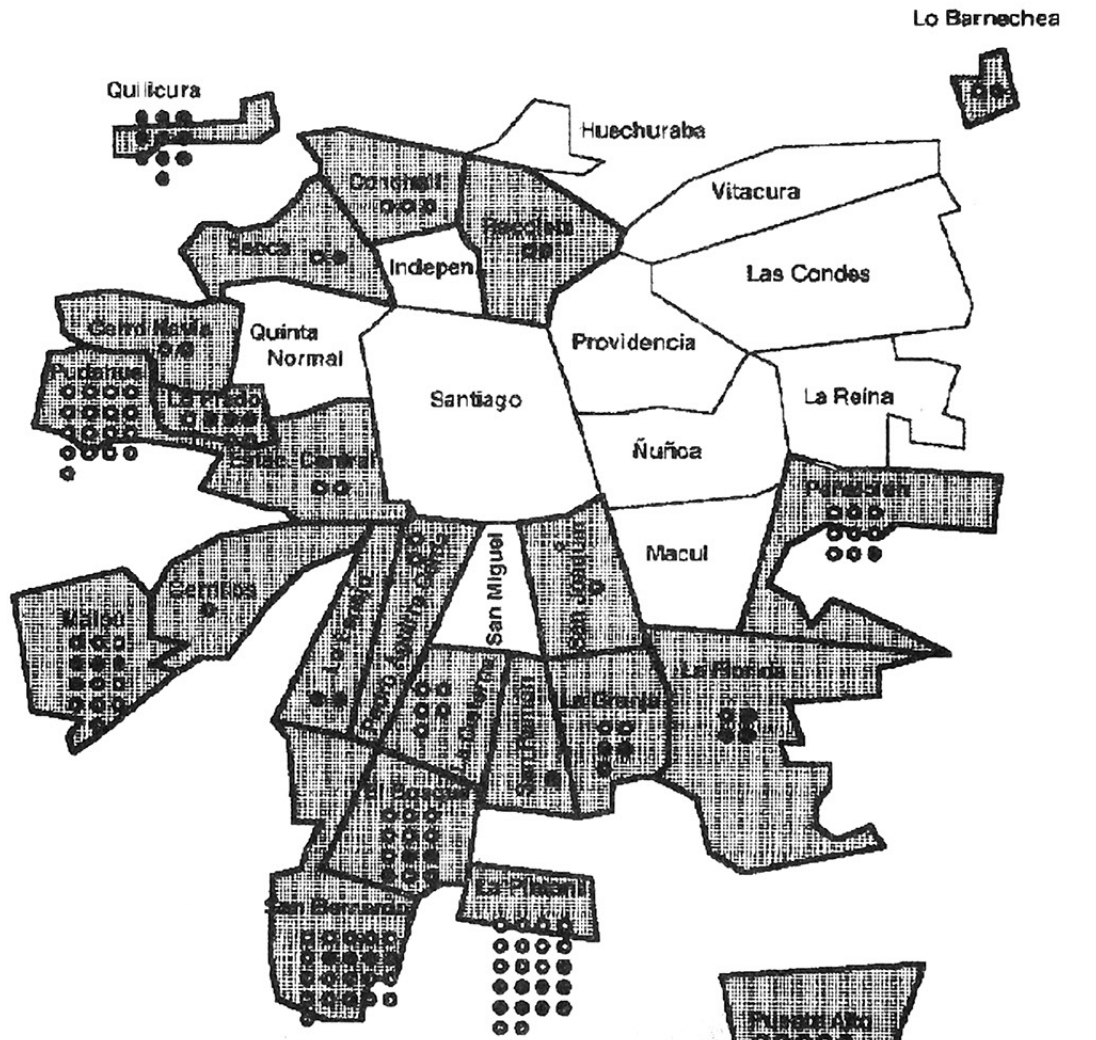 Lo Barnechea
Quilicura
Huechuraba
Conchalí
Vitacura
Recoleta
Renca
Indepen.
Las Condes
Cerro Navia
Quinta
Normal
Providencia
Pudahuel
Lo Prado
Santiago
La Reina
Ñuñoa
Estac. Central
Peñalolén
Macul
San Miguel
San Joaquín
Cerrillos
Maipú
Lo Espejo
Pedro Aguirre Cerda
La Florida
La Granja
La Cisterna
San Ramón
El Bosque
La Pintana
San Bernardo
Puente Alto